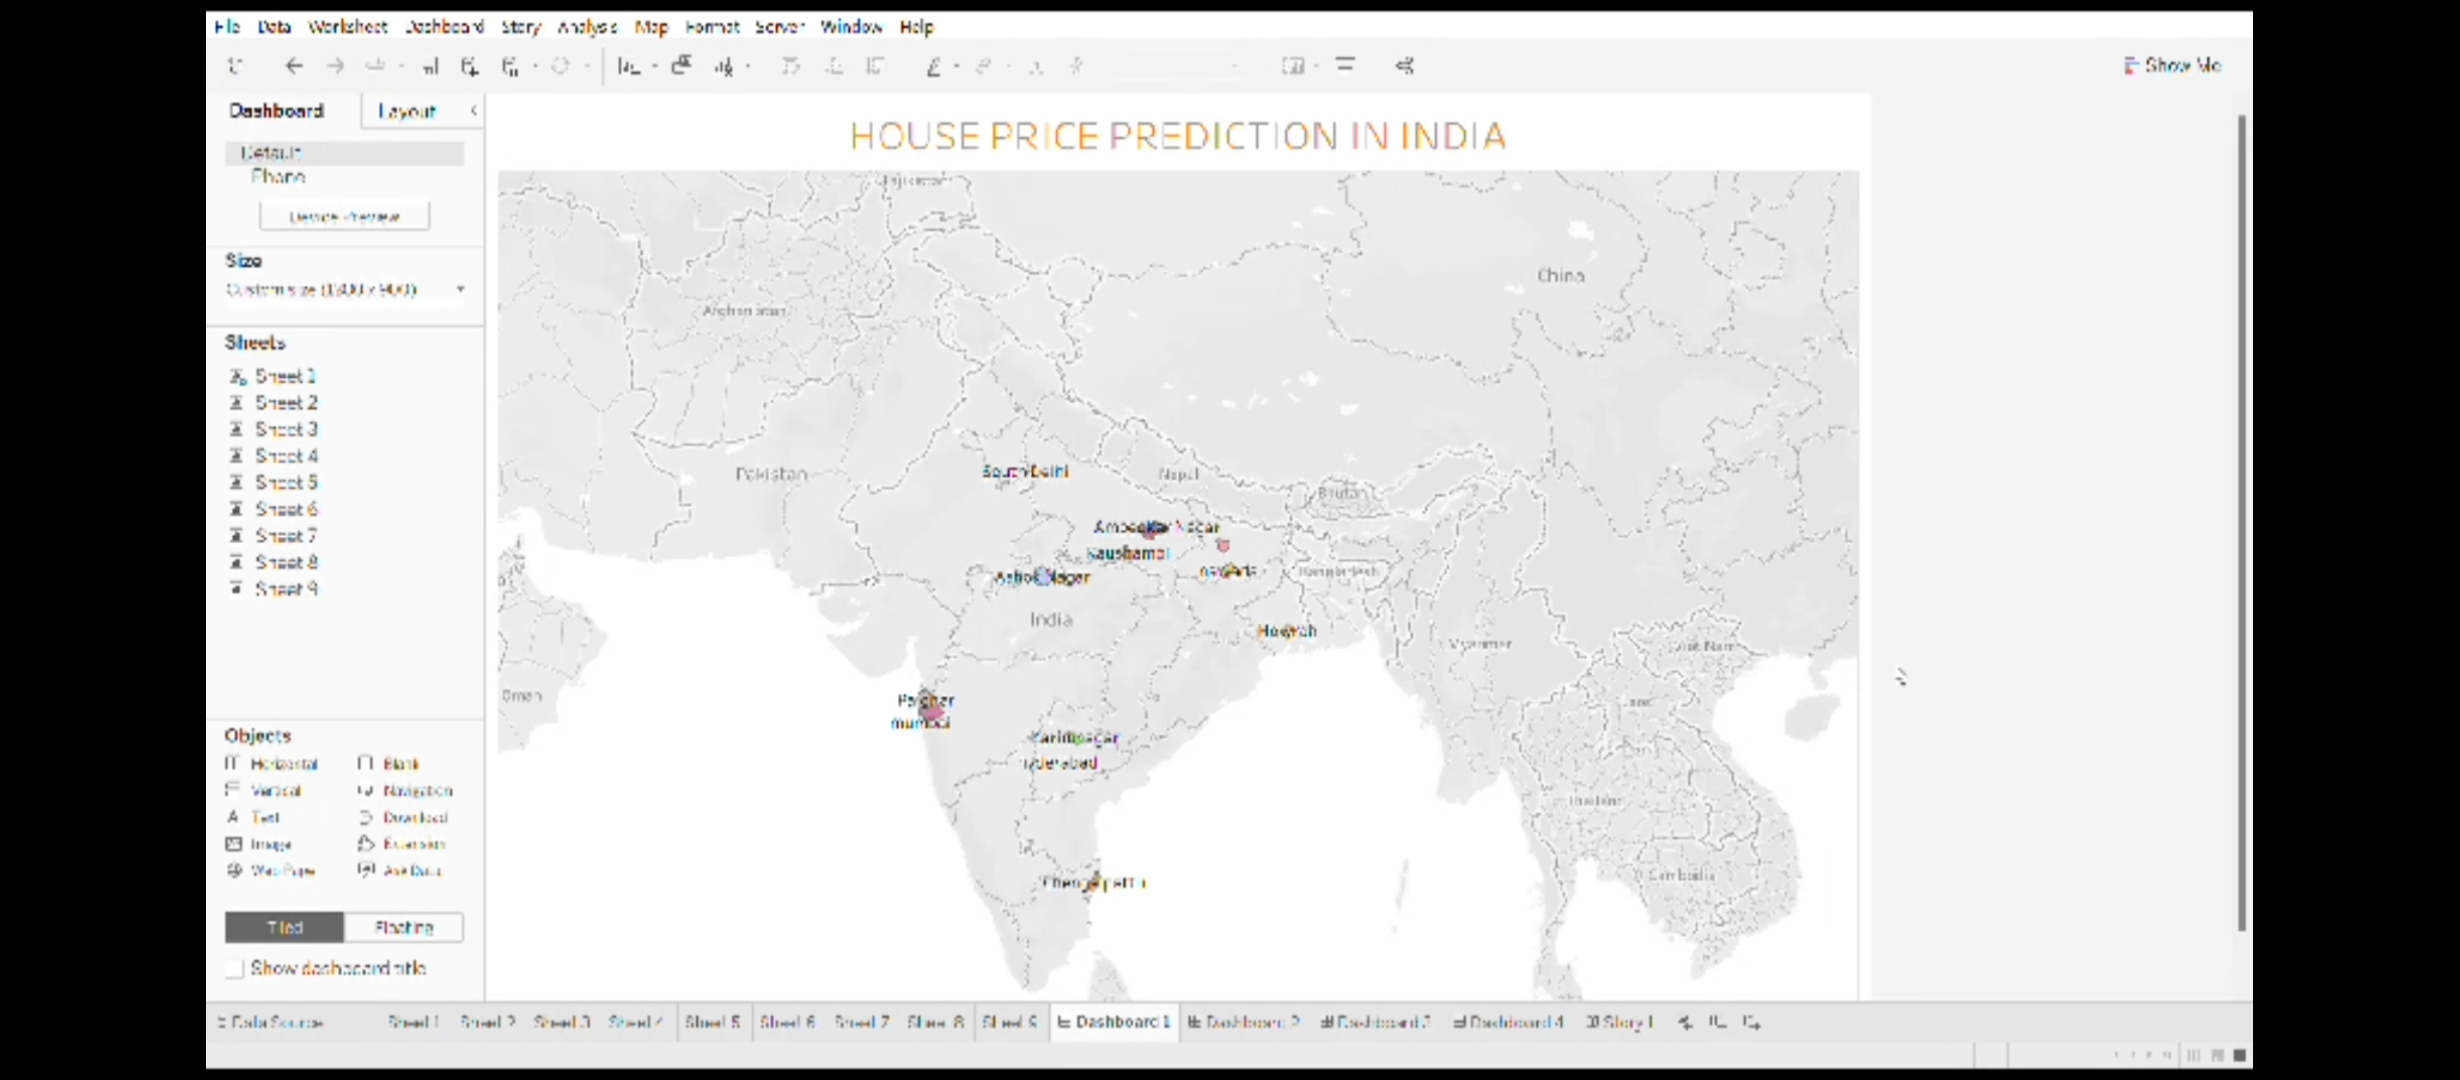 File Data Worksheet Dashboard Story Analysis Map Format Server Window Help
Show Me
Dashboard Layout
HOUSE PRICE PREDICTION IN INDIA
Default
Phone
Device Preview
Size
Custom size
Sheets
Sheet 1
Sheet 2
Sheet 3
Sheet 4
Sheet 5
Sheet 6
Sheet 7
Sheet 8
Sheet 9
Tajikistan
China
Afghanistan
Pakistan
South Delhi
Nepal
Bhutan
Ambedkar Nagar
Kaushambi
Ashok Nagar
Bangladesh
India
Howrah
Myanmar
Viet Nam
Oman
Palghar
mumbai
Laos
Karimnagar
Thailand
Cambodia
Objects
Horizontal Blank
Vertical Navigation
Text Download
Image Extension
Web Page Ask Data
Tiled Floating
Show dashboard title
Data Source Sheet 1 Sheet 2 Sheet 3 Sheet 4 Sheet 5 Sheet 6 Sheet 7 Sheet 8 Sheet 9 Dashboard 1 Dashboard 2 Dashboard 3 Dashboard 4 Story 1